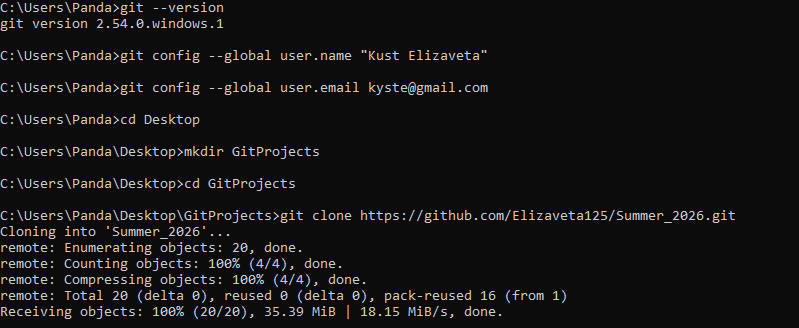 C:\Users\Panda>git --version
git version 2.54.0.windows.1
C:\Users\Panda>git config --global user.name "Kust Elizaveta"
C:\Users\Panda>git config --global user.email kyste@gmail.com
C:\Users\Panda>cd Desktop
C:\Users\Panda\Desktop>mkdir GitProjects
C:\Users\Panda\Desktop>cd GitProjects
C:\Users\Panda\Desktop\GitProjects>git clone https://github.com/Elizaveta125/Summer_2026.git
Cloning into 'Summer_2026'...
remote: Enumerating objects: 20, done.
remote: Counting objects: 100% (4/4), done.
remote: Compressing objects: 100% (4/4), done.
remote: Total 20 (delta 0), reused 0 (delta 0), pack-reused 16 (from 1)
Receiving objects: 100% (20/20), 35.39 MiB | 18.15 MiB/s, done.